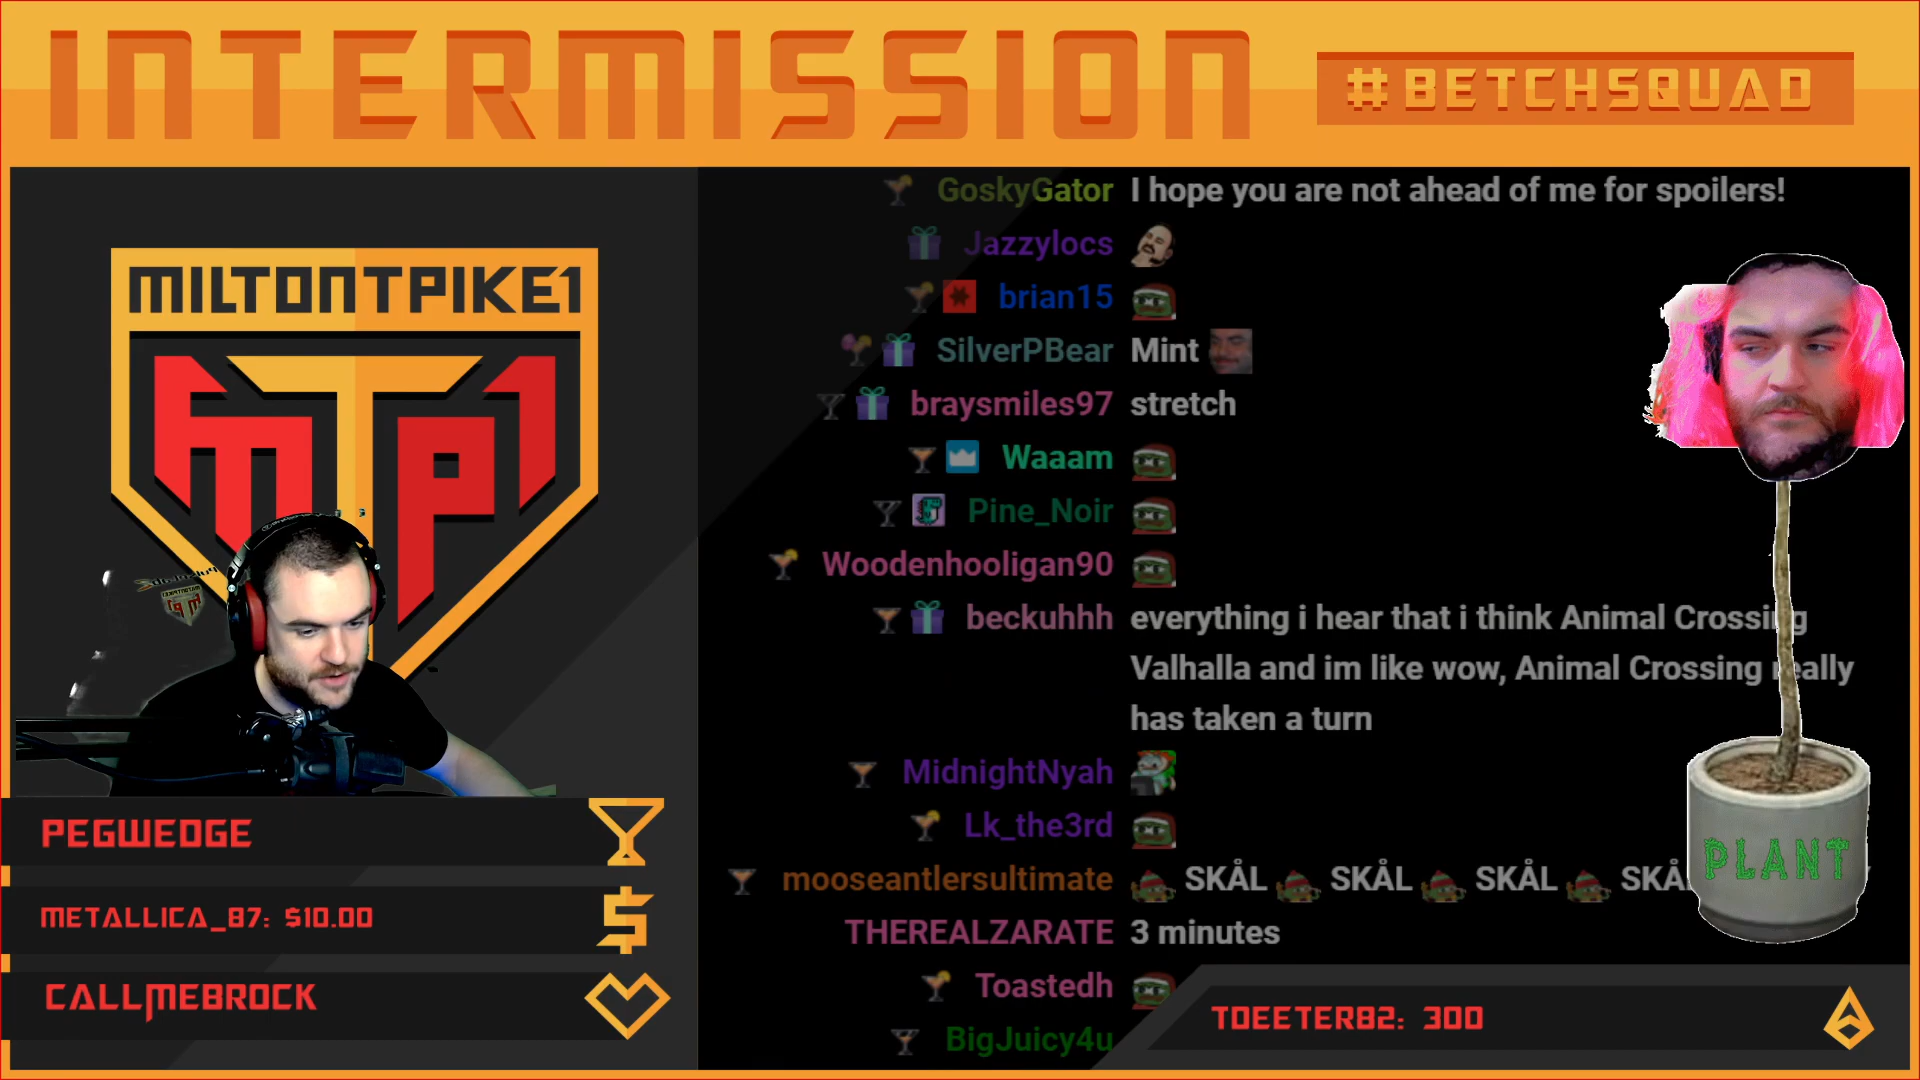 INTERMISSION
#BETCHSQUAD
MILTONTPIKE1
MTP1
GoskyGator I hope you are not ahead of me for spoilers!
Jazzylocs
brian15
SilverPBear Mint
braysmiles97 stretch
Waaam
Pine_Noir
Woodenhooligan90
beckuhhh everything i hear that i think Animal Crossing
Valhalla and im like wow, Animal Crossing really
has taken a turn
MidnightNyah
Lk_the3rd
mooseantlersultimate SKÅL SKÅL SKÅL SKÅL
THEREALZARATE 3 minutes
Toastedh
BigJuicy4u
PLANT
PEGWEDGE
METALLICA_87: $10.00
CALLMEBROCK
TOEETER82: 300